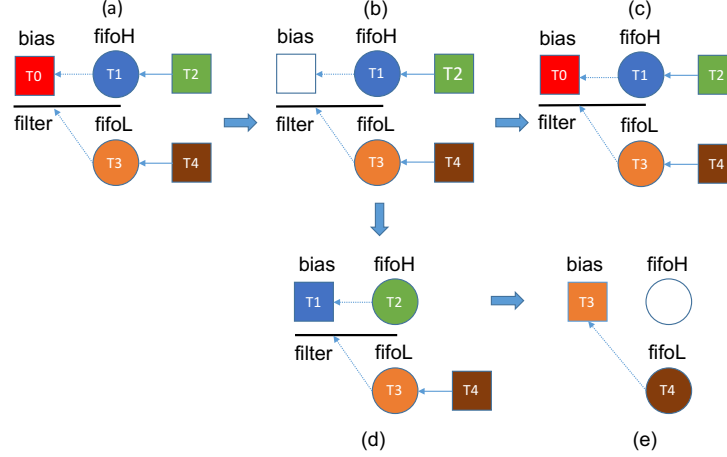 (a) (b) (c)
bias fifoH bias fifoH bias fifoH
T0 T1 T2 T1 T2 T0 T1 T2
filter fifoL filter fifoL filter fifoL
T3 T4 T3 T4 T3 T4
bias fifoH bias fifoH
T1 T2 T3
filter fifoL fifoL
T3 T4 T4
(d) (e)